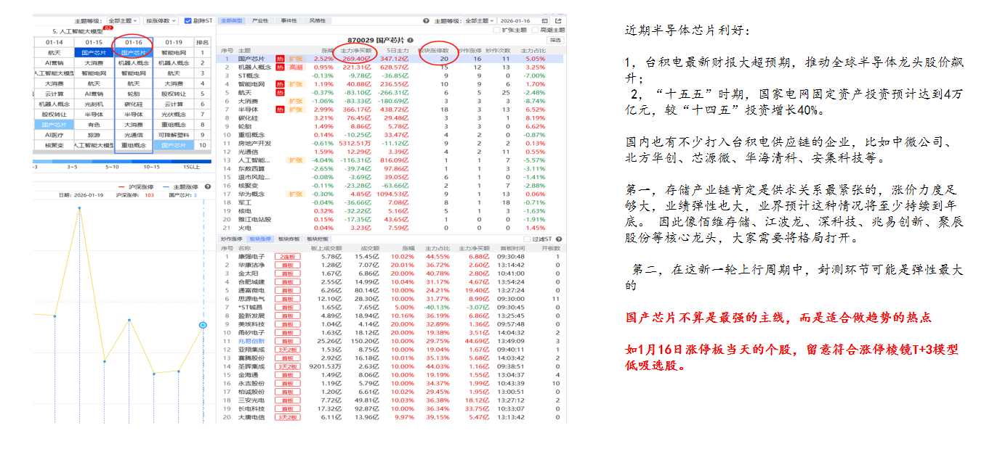 主题等级: 全部主题 按涨停数 剔除ST
5. 人工智能大模型 82
01-14 01-15 01-16 01-19 排名
航天 国产芯片 国产芯片 智能电网 1
AI营销 大消费 机器人概念 机器人概念 2
人工智能大模型 智能电网 智能电网 航天 3
大消费 航天 航天 大消费 4
云计算 AI营销 轮胎 股权转让 5
机器人概念 光刻机 碳化硅 云计算 6
股权转让 半导体 半导体 光伏概念 7
国产芯片 有色 大消费 重组概念 8
AI医疗 旅游 光通信 可降解塑料 9
核聚变 人工智能大模型 重组概念 国产芯片 10
-3 3~5 5~10 10~15 15以上
沪深涨停 主题涨停
日期: 2026-01-19 沪深涨停: 103 国产芯片: 3
全部类型 产业性 事件性 风格性 主题等级: 全部主题 2026-01-16
扩张主题 高潮主题
870029 国产芯片 筛选
序号 主题 涨幅 主力净买额 5日主力 板块涨停数 炒作涨停 炒作次数 主力占比
1 国产芯片 热 扩张 2.52% 269.40亿 347.12亿 20 16 11 5.05%
2 机器人概念 热 高潮 0.95% 221.31亿 628.57亿 15 12 13 3.25%
3 ST概念 -0.13% -9.78亿 -36.85亿 9 9 0 -7.00%
4 智能电网 热 扩张 1.19% 40.88亿 236.55亿 10 9 6 1.70%
5 航天 热 -0.37% -83.10亿 -266.31亿 6 5 25 -2.48%
6 大消费 扩张 -1.06% -83.33亿 -180.69亿 3 3 3 -8.74%
7 半导体 热 扩张 2.99% 366.17亿 438.72亿 18 3 13 6.52%
8 碳化硅 3.21% 76.45亿 29.48亿 3 3 1 8.19%
9 轮胎 1.49% 8.86亿 5.78亿 3 3 0 6.62%
10 重组概念 0.14% -10.25亿 33.47亿 4 2 0 -0.87%
11 房地产开发 -0.61% 5312.51万 -11.12亿 9 2 2 0.13%
12 光通信 1.59% 12.29亿 3.39亿 4 2 11 0.55%
13 人工智能... 扩张 -4.04% -116.31亿 816.09亿 1 1 7 -5.57%
14 东数西算 -2.65% -39.74亿 97.86亿 1 1 3 -3.11%
15 退市风险... -0.08% -3.69亿 39.05亿 6 1 0 -1.41%
16 核聚变 -0.11% -23.28亿 -63.66亿 2 1 7 -2.88%
17 华为概念 扩张 -0.30% 4.85亿 1094.53亿 9 1 13 0.06%
18 军工 -0.04% -36.66亿 7.08亿 8 1 18 -0.71%
19 核电 0.32% -32.22亿 5.16亿 5 1 3 -1.63%
20 雅江电站股 0.15% -17.35亿 43.65亿 1 0 0 -1.91%
21 火电 0.04% 3.23亿 7.59亿 0 0 0 1.45%
炒作涨停 板块涨停 板块炸板 板块烂板 过滤ST
序号 名称 板上成交额 成交额 涨幅 主力占比 主力净买额 首板时间 开板数
1 康强电子 2连板 5.78亿 15.45亿 10.02% 44.55% 6.88亿 09:30:48 1
2 华康洁净 首板 1.28亿 7.07亿 20.01% 36.72% 2.60亿 13:14:42 0
3 金太阳 首板 1.67亿 6.86亿 20.00% 40.78% 2.80亿 10:41:00 0
4 合肥城建 首板 2.55亿 14.99亿 10.04% 31.17% 4.67亿 13:54:24 0
5 通富微电 首板 6.26亿 80.14亿 10.00% 24.21% 19.40亿 13:27:24 0
6 思源电气 首板 12.10亿 28.30亿 10.00% 31.77% 8.99亿 09:30:00 11
7 *ST铖昌 首板 1.65亿 7.65亿 5.00% -40.13% -3.07亿 09:30:45 0
8 盈新发展 首板 4.89亿 18.94亿 10.16% 36.19% 6.86亿 13:25:45 0
9 美埃科技 首板 1.04亿 4.14亿 20.00% 32.89% 1.36亿 09:57:48 0
10 甬矽电子 首板 1.63亿 18.12亿 20.00% 19.38% 3.51亿 14:04:32 2
11 兆易创新 首板 25.26亿 150.20亿 10.00% 29.75% 44.69亿 13:49:09 3
12 亚翔集成 3天2板 1.53亿 8.75亿 10.00% 19.04% 1.67亿 09:40:11 1
13 赛腾股份 首板 2.92亿 16.18亿 10.01% 35.13% 5.68亿 14:03:42 2
14 圣晖集成 3天2板 9201.53万 2.63亿 10.00% 44.03% 1.16亿 09:38:51 0
15 金海通 首板 1.49亿 8.06亿 10.00% 19.19% 1.55亿 13:04:37 4
16 永吉股份 首板 1.19亿 5.79亿 10.00% 34.37% 1.99亿 10:43:39 10
17 柏诚股份 首板 1.20亿 6.61亿 10.02% 29.45% 1.95亿 13:00:51 0
18 三安光电 首板 7.72亿 49.81亿 10.03% 36.38% 18.12亿 13:27:12 2
19 长电科技 首板 17.32亿 92.87亿 10.00% 36.34% 33.75亿 10:33:07 0
20 大唐电信 3天2板 6.11亿 13.96亿 9.97% 39.15% 5.47亿 13:13:42 0
近期半导体芯片利好：
1，台积电最新财报大超预期，推动全球半导体龙头股价飙
升；
2，“十五五”时期，国家电网固定资产投资预计达到4万
亿元，较“十四五”投资增长40%。
国内也有不少打入台积电供应链的企业，比如中微公司、
北方华创、芯源微、华海清科、安集科技等。
第一，存储产业链肯定是供求关系最紧张的，涨价力度足
够大，业绩弹性也大，业界预计这种情况将至少持续到年
底。 因此像佰维存储、江波龙、深科技、兆易创新、聚辰
股份等核心龙头，大家需要将格局打开。
第二，在这新一轮上行周期中，封测环节可能是弹性最大
的
国产芯片不算是最强的主线，而是适合做趋势的热点
如1月16日涨停板当天的个股，留意符合涨停棱镜T+3模型
低吸选股。